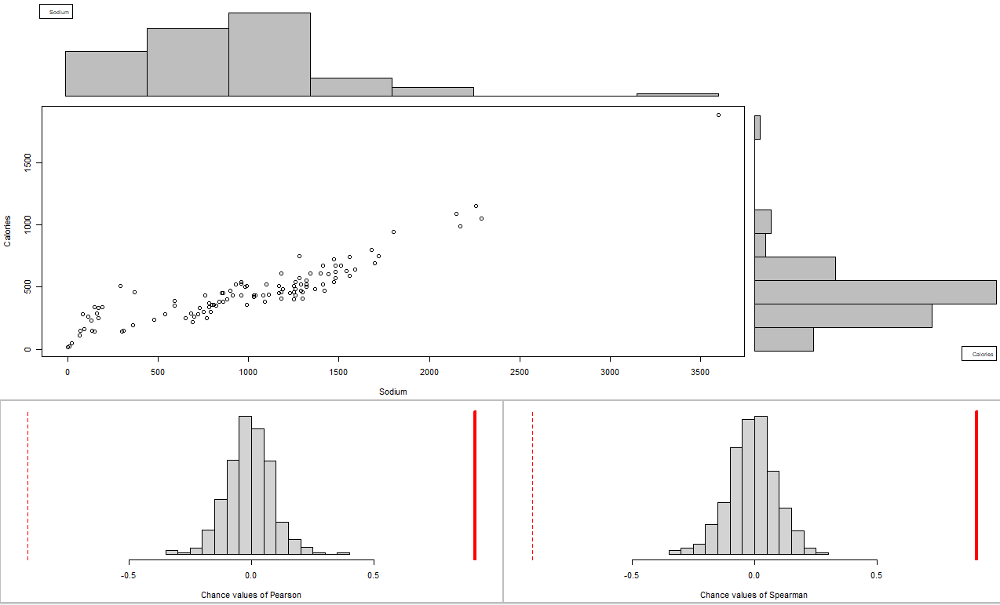 Sodium
1500
1000
500
0
Calories
0 500 1000 1500 2000 2500 3000 3500
Sodium
Calories
-0.5 0.0 0.5
Chance values of Pearson
-0.5 0.0 0.5
Chance values of Spearman